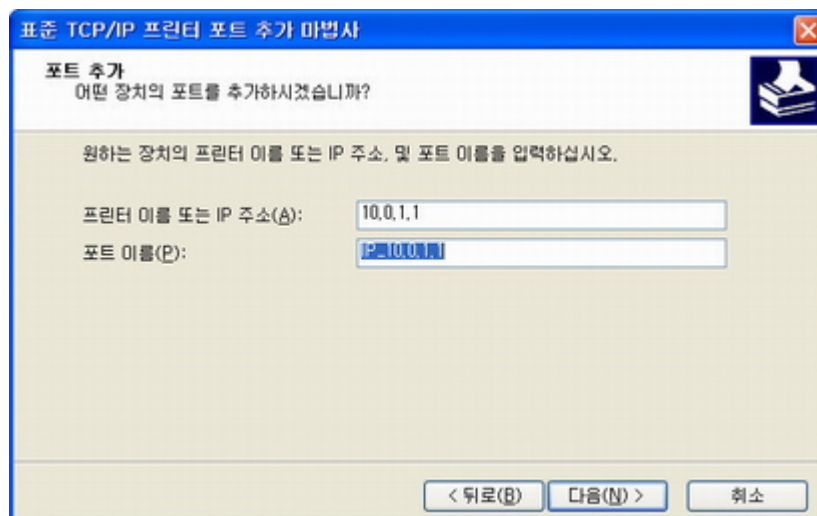 표준 TCP/IP 프린터 포트 추가 마법사
포트 추가
어떤 장치의 포트를 추가하시겠습니까?
원하는 장치의 프린터 이름 또는 IP 주소, 및 포트 이름을 입력하십시오.
프린터 이름 또는 IP 주소(A): 10,0,1,1
포트 이름(P): IP_10,0,1,1
< 뒤로(B) 다음(N) > 취소